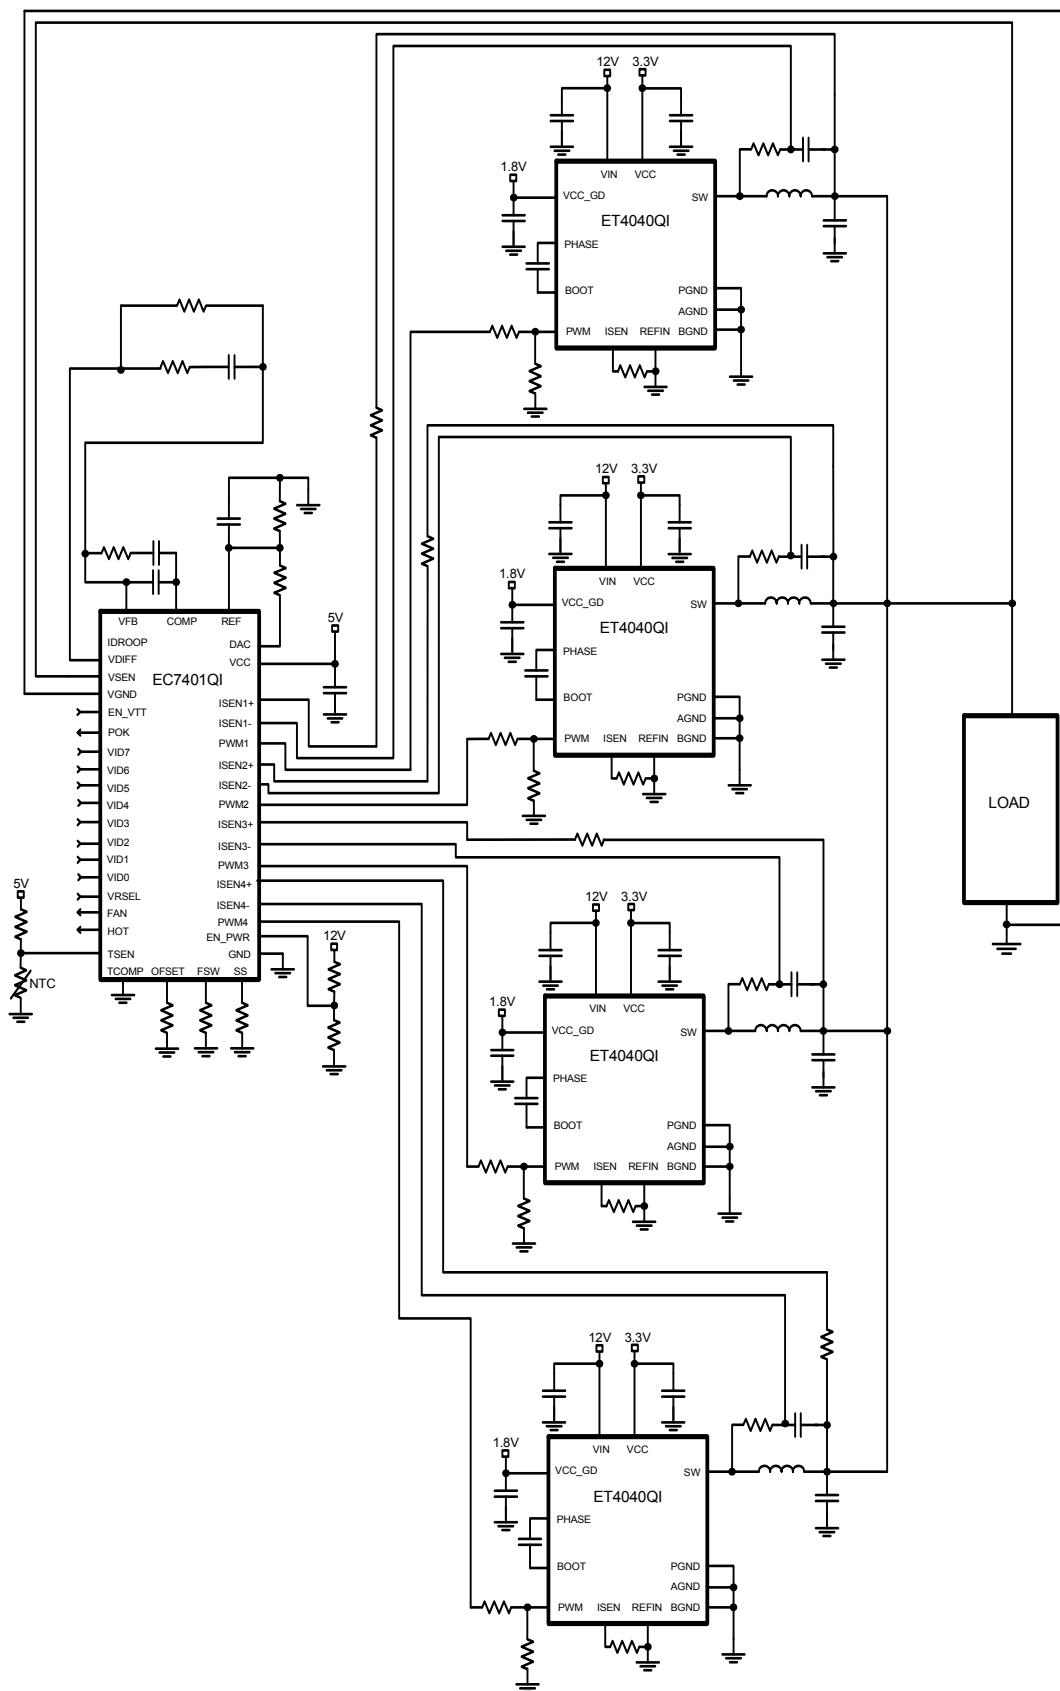 12V
3.3V
VIN
VCC
1.8V
VCC_GD
SW
ET4040QI
PHASE
BOOT
PGND
AGND
PWM
ISEN
REFIN
BGND
12V
3.3V
VIN
VCC
1.8V
VCC_GD
SW
ET4040QI
PHASE
BOOT
PGND
AGND
PWM
ISEN
REFIN
BGND
VFB
COMP
REF
IDROOP
VDIFF
VSEN
VGND
EN_VTT
POK
VID7
VID6
VID5
VID4
VID3
VID2
VID1
VID0
VRSEL
FAN
HOT
TSEN
EC7401QI
DAC
VCC
5V
ISEN1+
ISEN1-
PWM1
ISEN2+
ISEN2-
PWM2
ISEN3+
ISEN3-
PWM3
ISEN4+
ISEN4-
PWM4
EN_PWR
GND
TCOMP
OFSET
FSW
SS
5V
NTC
12V
LOAD
12V
3.3V
VIN
VCC
1.8V
VCC_GD
SW
ET4040QI
PHASE
BOOT
PGND
AGND
PWM
ISEN
REFIN
BGND
12V
3.3V
VIN
VCC
1.8V
VCC_GD
SW
ET4040QI
PHASE
BOOT
PGND
AGND
PWM
ISEN
REFIN
BGND